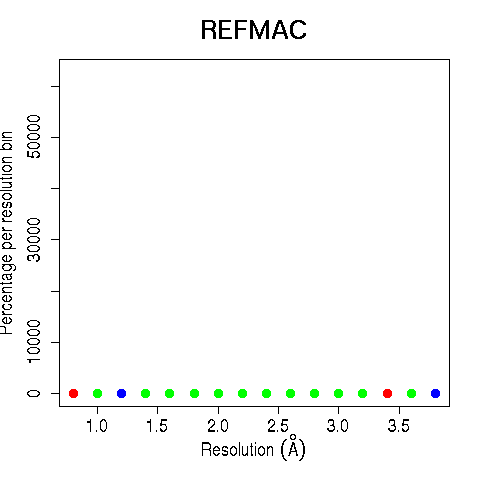 REFMAC
Percentage per resolution bin
50000
30000
10000
0
1.0 1.5 2.0 2.5 3.0 3.5
Resolution (Å)